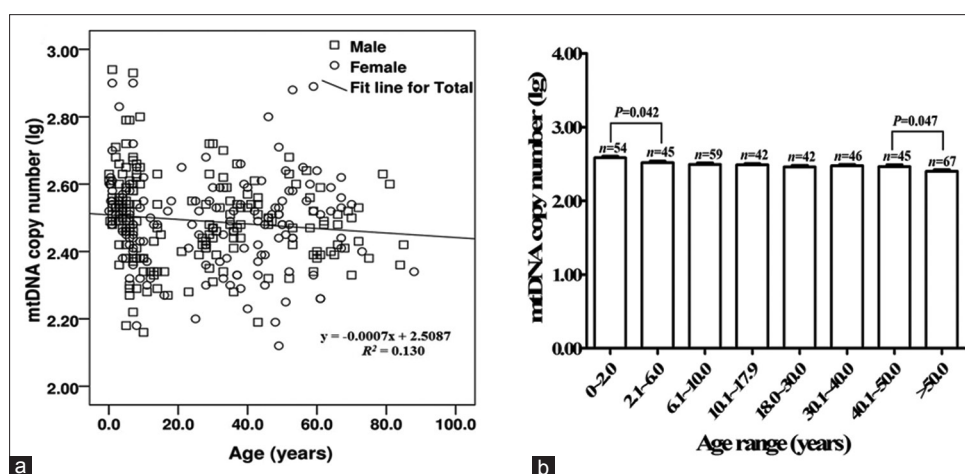 3.00
2.80
2.60
2.40
2.20
2.00
mtDNA copy number (lg)
Male
Female
Fit line for Total
y = -0.0007x + 2.5087
R² = 0.130
0.0 20.0 40.0 60.0 80.0 100.0
Age (years)
a
4.00
3.00
2.00
1.00
0.00
mtDNA copy number (lg)
P=0.042
P=0.047
n=54 n=45 n=59 n=42 n=42 n=46 n=45 n=67
0~2.0 2.1~6.0 6.1~10.0 10.1~17.9 18.0~30.0 30.1~40.0 40.1~50.0 >50.0
Age range (years)
b